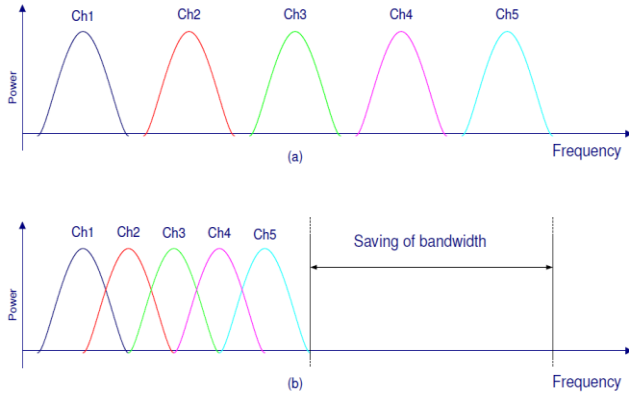 Ch1 Ch2 Ch3 Ch4 Ch5
Power
(a)
Frequency
Ch1 Ch2 Ch3 Ch4 Ch5
Saving of bandwidth
Power
(b)
Frequency